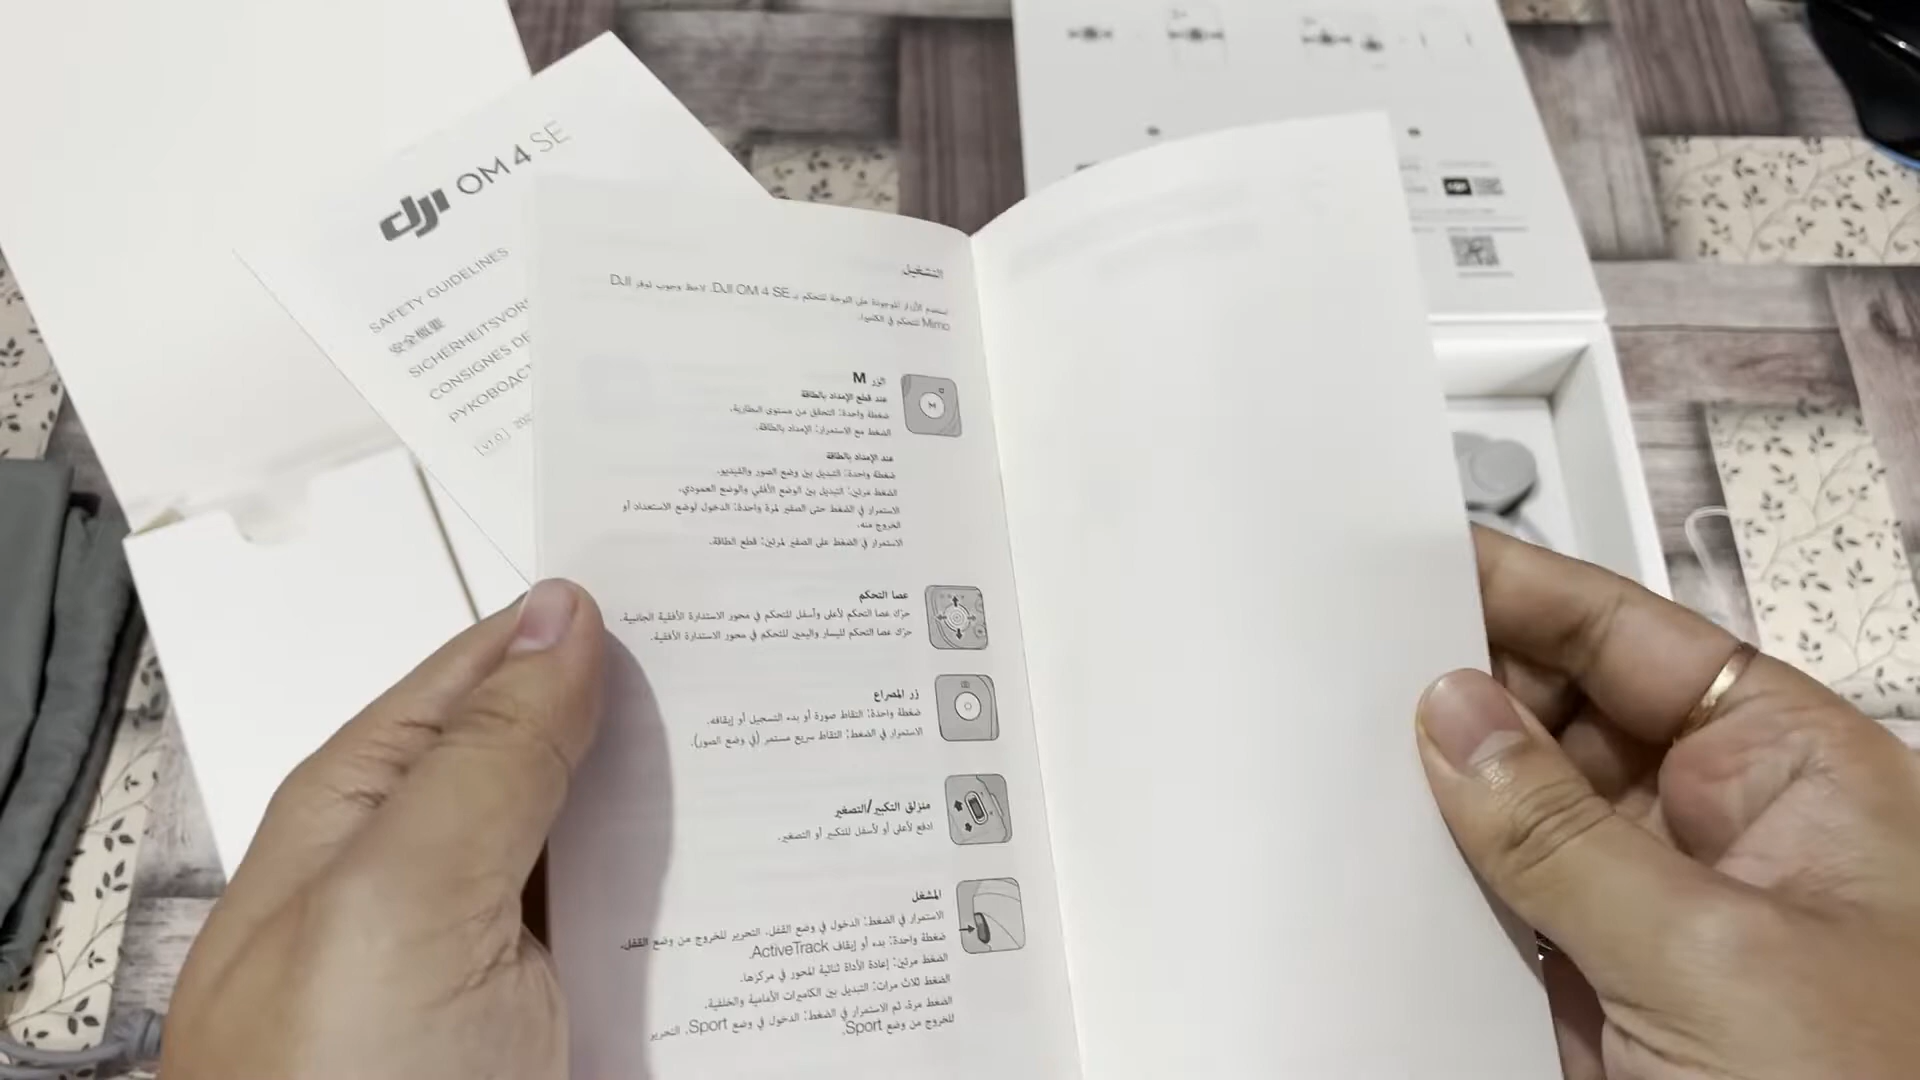 dji OM 4 SE
SAFETY GUIDELINES
安全概要
SICHERHEITSVORS
CONSIGNES DE
РУКОВОДСТ
[v1.0] 202
التشغيل
استخدم الأزرار الموجودة على اللوحة للتحكم بـ DJI OM 4 SE. لاحظ وجوب توفر DJI
Mimo للتحكم في الكاميرا.
الزر M
عند قطع الإمداد بالطاقة
ضغطة واحدة: التحقق من مستوى البطارية.
الضغط مع الاستمرار: الإمداد بالطاقة.
عند الإمداد بالطاقة
ضغطة واحدة: التبديل بين وضع الصور والفيديو.
الضغط مرتين: التبديل بين الوضع الأفقي والوضع العمودي.
الاستمرار في الضغط حتى الصفير لمرة واحدة: الدخول لوضع الاستعداد أو
الخروج منه.
الاستمرار في الضغط على الصفير لمرتين: قطع الطاقة.
عصا التحكم
حرّك عصا التحكم لأعلى وأسفل للتحكم في محور الاستدارة الأفقية الجانبية.
حرّك عصا التحكم لليسار واليمين للتحكم في محور الاستدارة الأفقية.
زر المصراع
ضغطة واحدة: التقاط صورة أو بدء التسجيل أو إيقافه.
الاستمرار في الضغط: التقاط سريع مستمر (في وضع الصور).
منزلق التكبير/التصغير
ادفع لأعلى أو لأسفل للتكبير أو التصغير.
المشغل
الاستمرار في الضغط: الدخول في وضع القفل. التحرير للخروج من وضع القفل.
ضغطة واحدة: بدء أو إيقاف ActiveTrack.
الضغط مرتين: إعادة الأداة ثنائية المحور في مركزها.
الضغط ثلاث مرات: التبديل بين الكاميرات الأمامية والخلفية.
الضغط مرة، ثم الاستمرار في الضغط: الدخول في وضع Sport. التحرير
للخروج من وضع Sport.